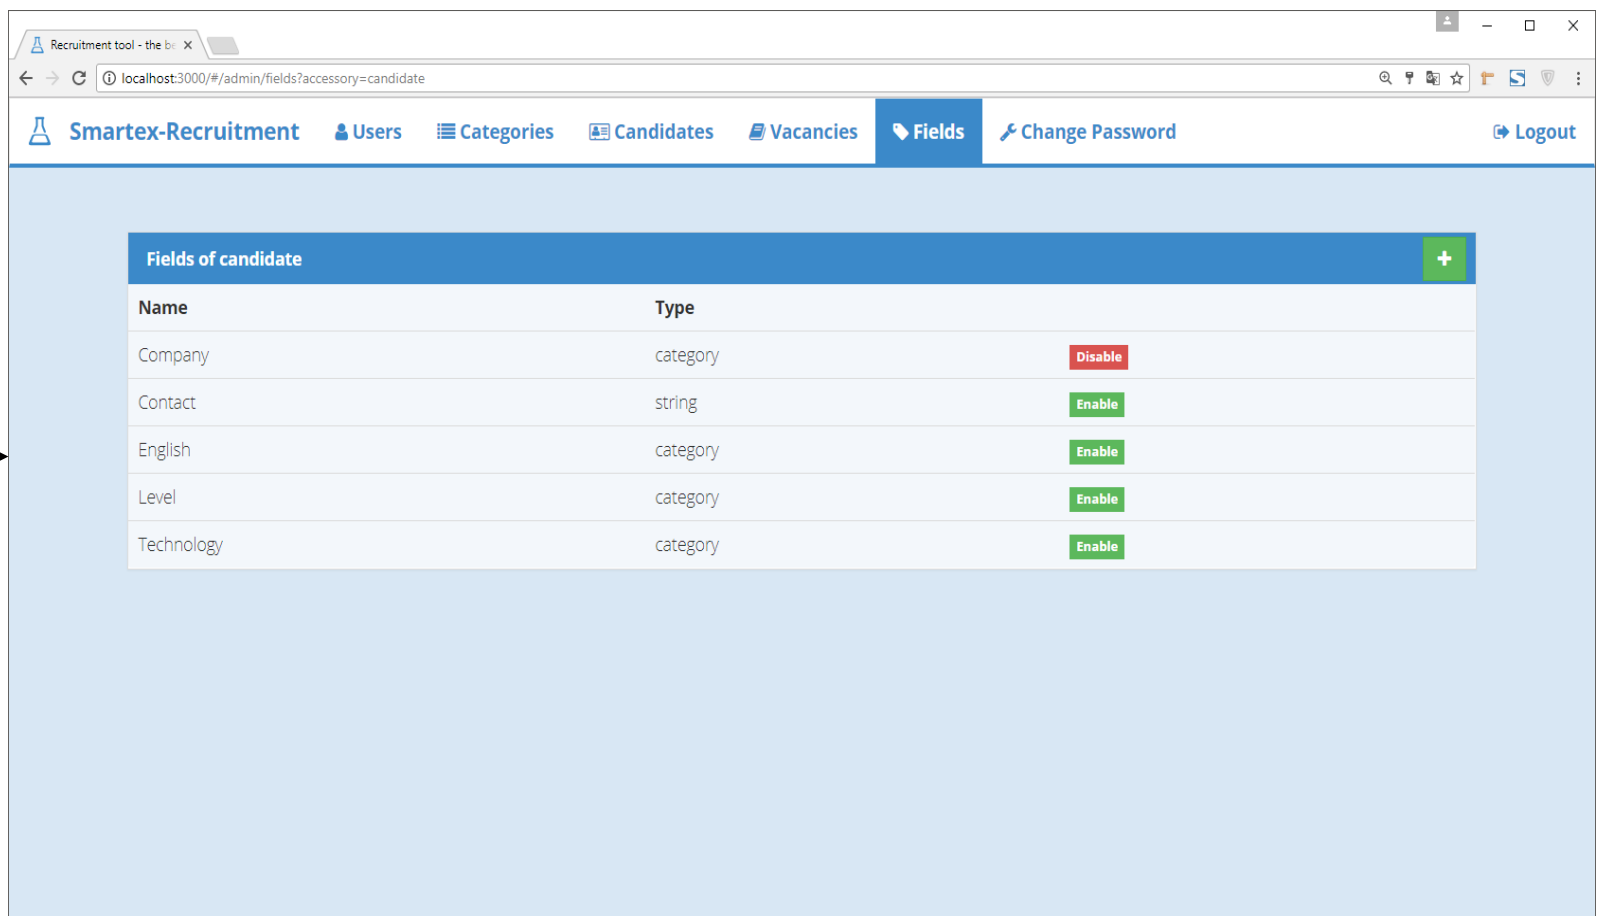 Recruitment tool - the be
localhost:3000/#/admin/fields?accessory=candidate
Smartex-Recruitment Users Categories Candidates Vacancies Fields Change Password Logout
Fields of candidate
Name Type
Company category Disable
Contact string Enable
English category Enable
Level category Enable
Technology category Enable